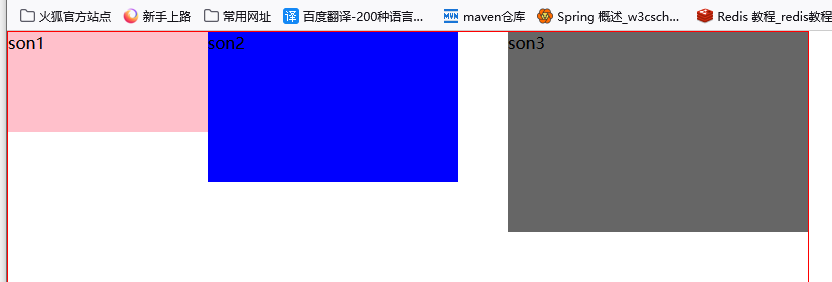 火狐官方站点 新手上路 常用网址 译 百度翻译-200种语言... MVN maven仓库 Spring 概述_w3csch... Redis 教程_redis教程
son1 son2 son3